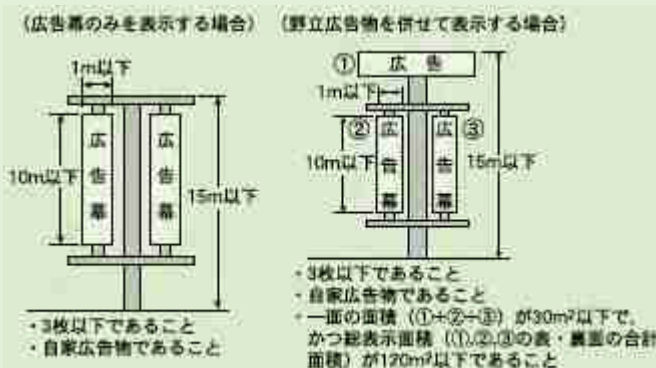 (広告幕のみを表示する場合)
1m以下
広告幕
広告幕
10m以下
15m以下
・3枚以下であること
・自家広告物であること
(野立広告物を併せて表示する場合)
① 広告
1m以下
② 広告幕
広告幕 ③
10m以下
15m以下
・3枚以下であること
・自家広告物であること
・一面の面積(①+②+③)が30m²以下で、
かつ総表示面積(①,②,③の表・裏面の合計
面積)が120m²以下であること